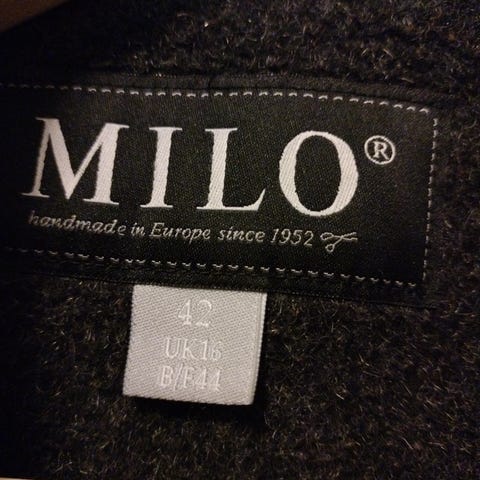 MILO®
handmade in Europe since 1952
42
UK16
B/F44